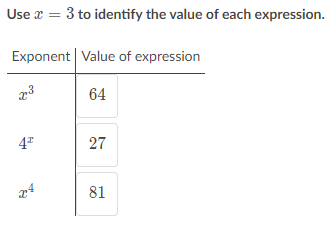 Use x = 3 to identify the value of each expression.
Exponent Value of expression
x³ 64
4ˣ 27
x⁴ 81